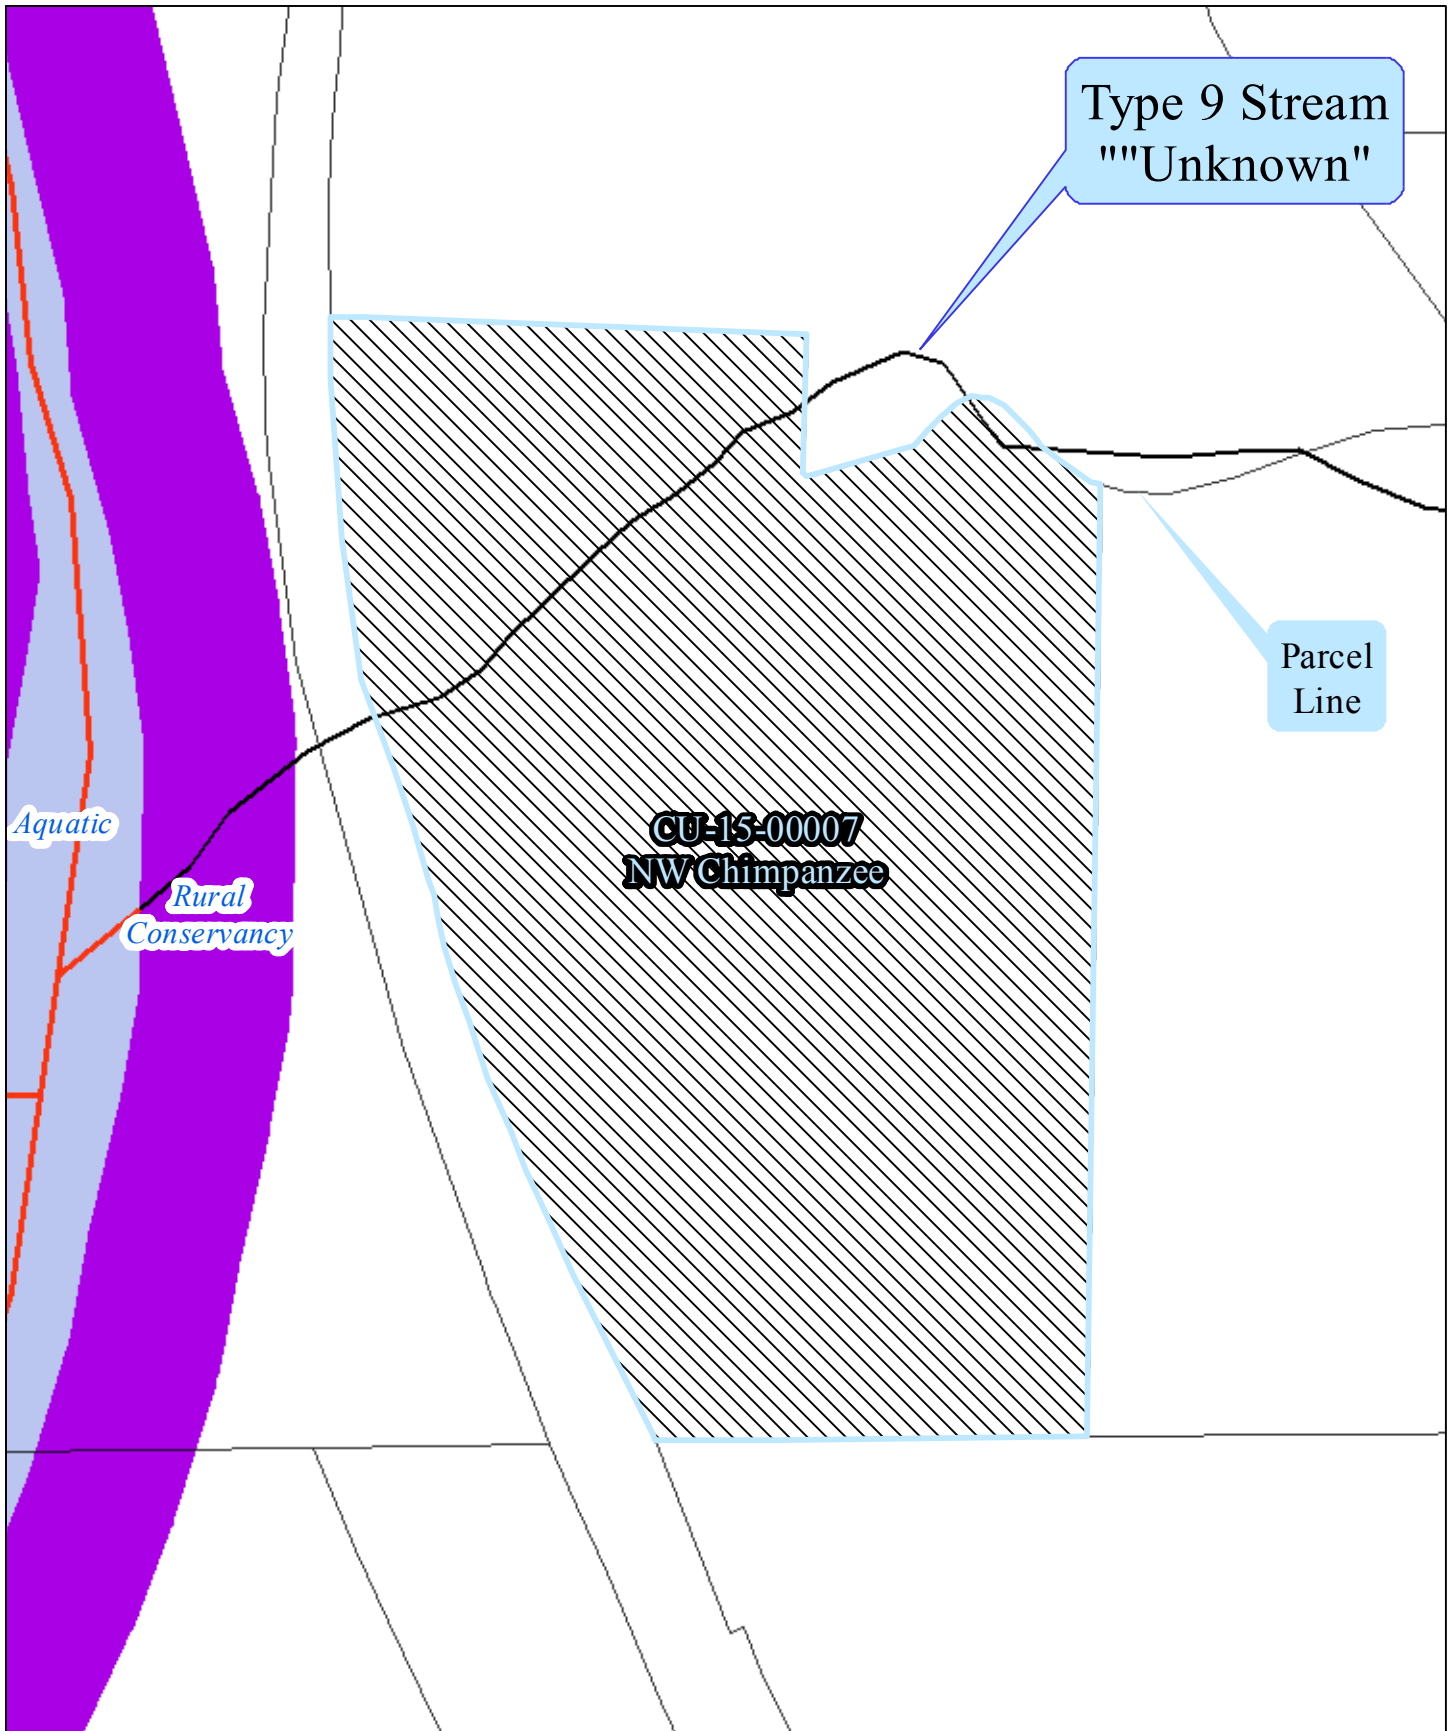 Type 9 Stream
""Unknown"
Parcel
Line
Aquatic
CU-15-00007
NW Chimpanzee
Rural
Conservancy